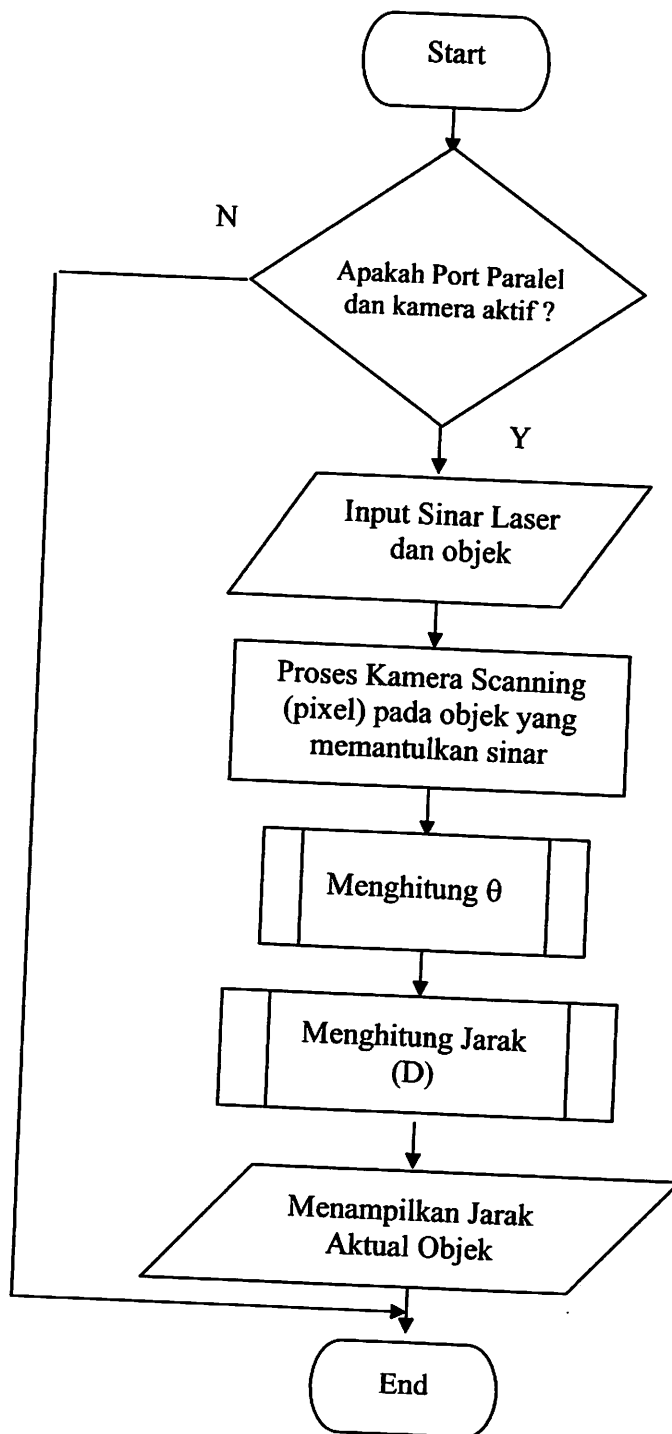 Start
N
Apakah Port Paralel
dan kamera aktif ?
Y
Input Sinar Laser
dan objek
Proses Kamera Scanning
(pixel) pada objek yang
memantulkan sinar
Menghitung θ
Menghitung Jarak
(D)
Menampilkan Jarak
Aktual Objek
End